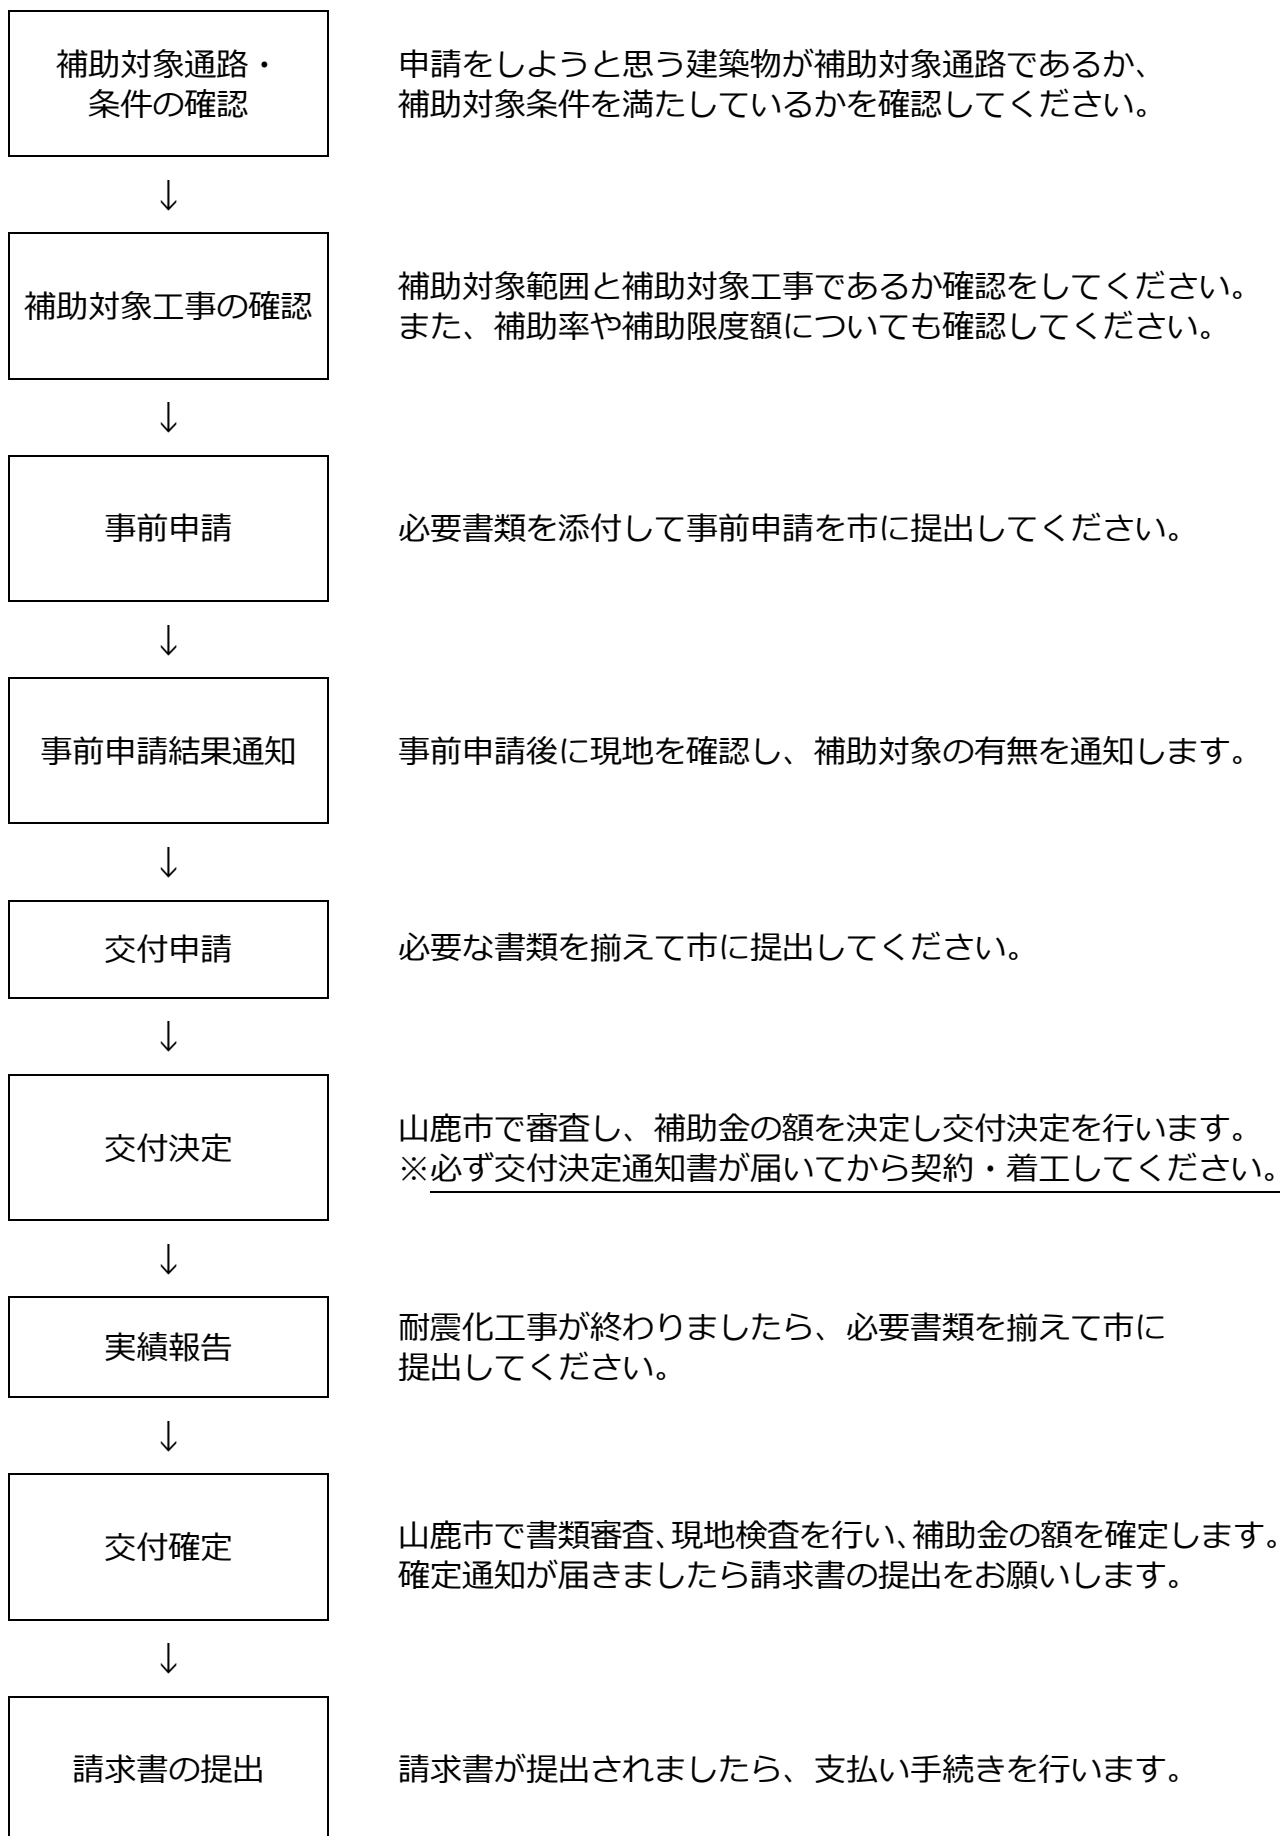 補助対象通路・
条件の確認
申請をしようと思う建築物が補助対象通路であるか、
補助対象条件を満たしているかを確認してください。
↓
補助対象工事の確認
補助対象範囲と補助対象工事であるか確認をしてください。
また、補助率や補助限度額についても確認してください。
↓
事前申請
必要書類を添付して事前申請を市に提出してください。
↓
事前申請結果通知
事前申請後に現地を確認し、補助対象の有無を通知します。
↓
交付申請
必要な書類を揃えて市に提出してください。
↓
交付決定
山鹿市で審査し、補助金の額を決定し交付決定を行います。
※必ず交付決定通知書が届いてから契約・着工してください。
↓
実績報告
耐震化工事が終わりましたら、必要書類を揃えて市に
提出してください。
↓
交付確定
山鹿市で書類審査、現地検査を行い、補助金の額を確定します。
確定通知が届きましたら請求書の提出をお願いします。
↓
請求書の提出
請求書が提出されましたら、支払い手続きを行います。